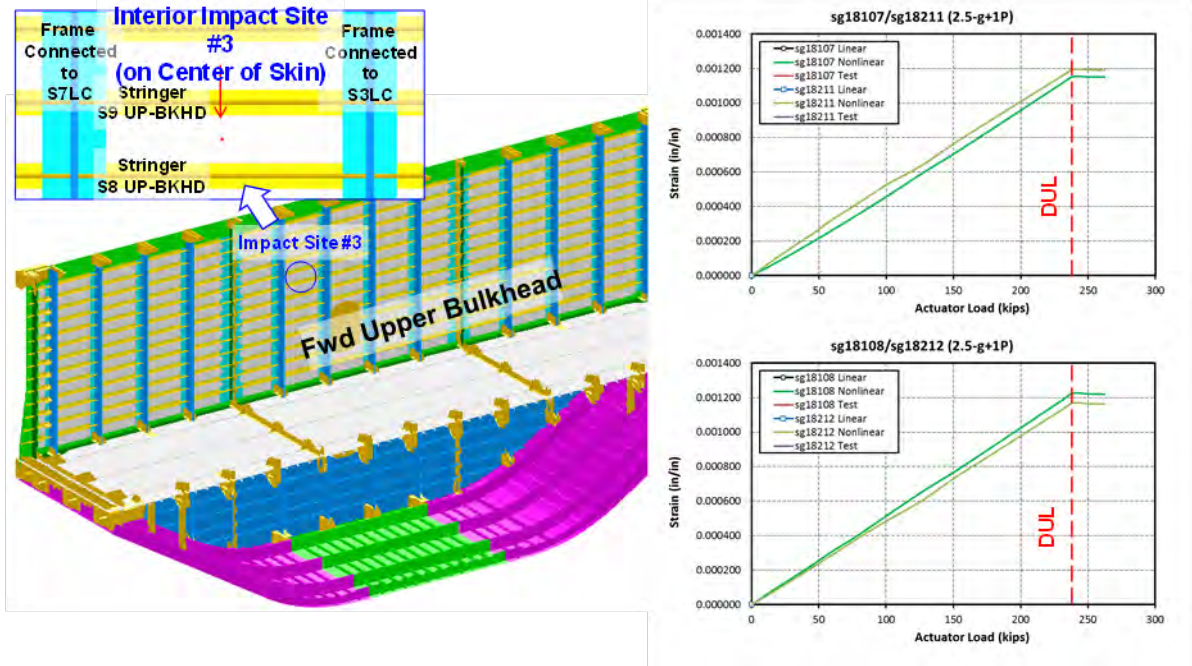 Interior Impact Site
#3
(on Center of Skin)
Frame
Connected
to
S7LC
Frame
Connected
to
S3LC
Stringer
S9 UP-BKHD
Stringer
S8 UP-BKHD
Impact Site #3
Fwd Upper Bulkhead
sg18107/sg18211 (2.5-g+1P)
Strain (in/in)
0.001400
0.001200
0.001000
0.000800
0.000600
0.000400
0.000200
0.000000
sg18107 Linear
sg18107 Nonlinear
sg18107 Test
sg18211 Linear
sg18211 Nonlinear
sg18211 Test
DUL
0 50 100 150 200 250 300
Actuator Load (kips)
sg18108/sg18212 (2.5-g+1P)
Strain (in/in)
0.001400
0.001200
0.001000
0.000800
0.000600
0.000400
0.000200
0.000000
sg18108 Linear
sg18108 Nonlinear
sg18108 Test
sg18212 Linear
sg18212 Nonlinear
sg18212 Test
DUL
0 50 100 150 200 250 300
Actuator Load (kips)